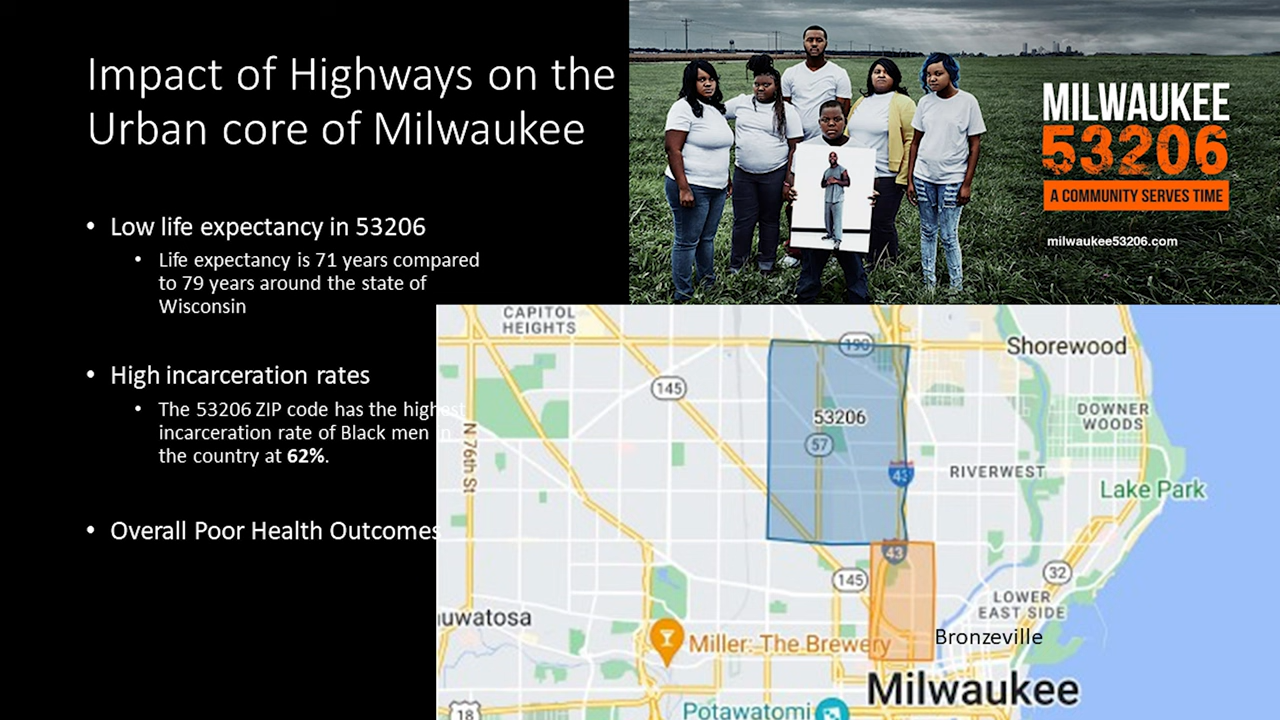 Impact of Highways on the
Urban core of Milwaukee
• Low life expectancy in 53206
• Life expectancy is 71 years compared
to 79 years around the state of
Wisconsin
• High incarceration rates
• The 53206 ZIP code has the highest
incarceration rate of Black men in
the country at 62%.
• Overall Poor Health Outcomes
MILWAUKEE
53206
A COMMUNITY SERVES TIME
milwaukee53206.com
CAPITOL
HEIGHTS
190
Shorewood
145
53206
DOWNER
WOODS
57
N 76th St
43
RIVERWEST
Lake Park
43
145
32
LOWER
EAST SIDE
uwatosa
Miller: The Brewery
Bronzeville
Milwaukee
18
Potawatomi